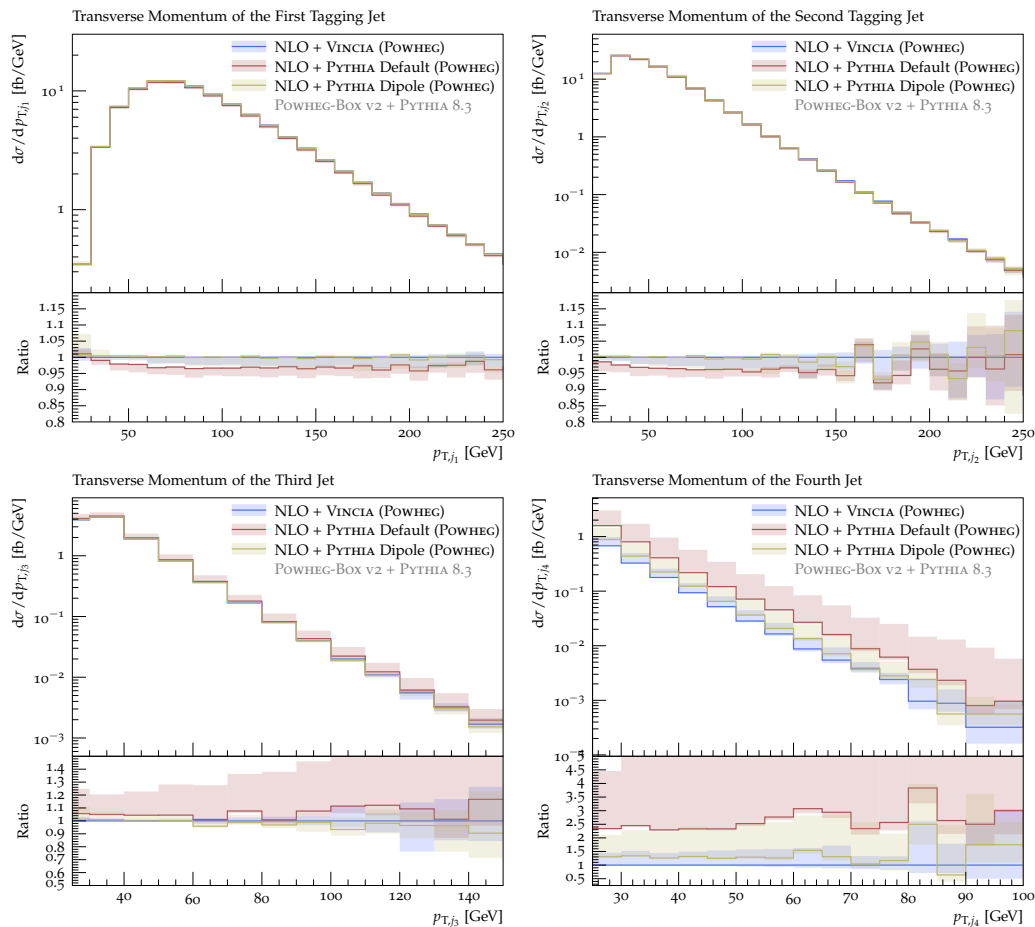 Transverse Momentum of the First Tagging Jet
dσ/dp_T,j1 [fb/GeV]
NLO + VINCIA (POWHEG)
NLO + PYTHIA Default (POWHEG)
NLO + PYTHIA Dipole (POWHEG)
POWHEG-BOX v2 + PYTHIA 8.3
10^1
1
Ratio
1.15
1.1
1.05
1
0.95
0.9
0.85
0.8
50 100 150 200 250
p_T,j1 [GeV]
Transverse Momentum of the Second Tagging Jet
dσ/dp_T,j2 [fb/GeV]
NLO + VINCIA (POWHEG)
NLO + PYTHIA Default (POWHEG)
NLO + PYTHIA Dipole (POWHEG)
POWHEG-BOX v2 + PYTHIA 8.3
10^1
1
10^−1
10^−2
Ratio
1.15
1.1
1.05
1
0.95
0.9
0.85
0.8
50 100 150 200 250
p_T,j2 [GeV]
Transverse Momentum of the Third Jet
dσ/dp_T,j3 [fb/GeV]
NLO + VINCIA (POWHEG)
NLO + PYTHIA Default (POWHEG)
NLO + PYTHIA Dipole (POWHEG)
POWHEG-BOX v2 + PYTHIA 8.3
1
10^−1
10^−2
10^−3
Ratio
1.4
1.3
1.2
1.1
1
0.9
0.8
0.7
0.6
0.5
40 60 80 100 120 140
p_T,j3 [GeV]
Transverse Momentum of the Fourth Jet
dσ/dp_T,j4 [fb/GeV]
NLO + VINCIA (POWHEG)
NLO + PYTHIA Default (POWHEG)
NLO + PYTHIA Dipole (POWHEG)
POWHEG-BOX v2 + PYTHIA 8.3
1
10^−1
10^−2
10^−3
Ratio
4.5
4
3.5
3
2.5
2
1.5
1
0.5
30 40 50 60 70 80 90 100
p_T,j4 [GeV]